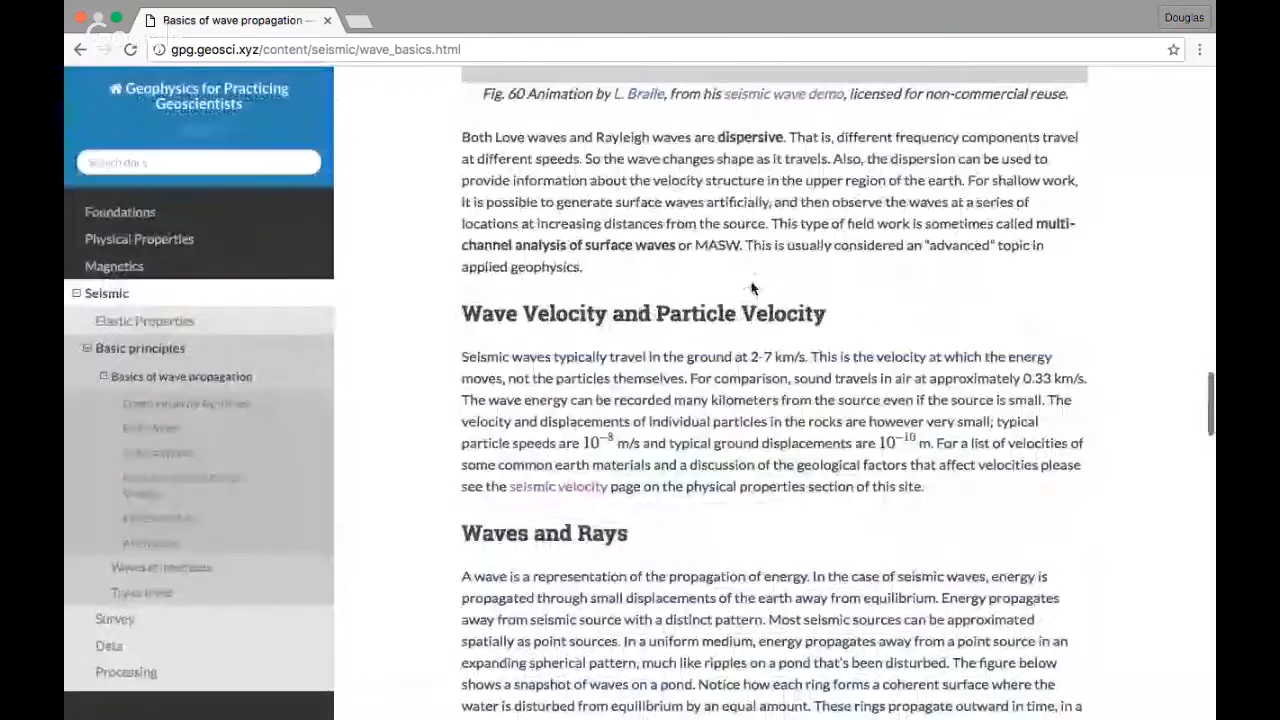 Basics of wave propagation —
Douglas
gpg.geosci.xyz/content/seismic/wave_basics.html
Geophysics for Practicing
Geoscientists
Search docs
Foundations
Physical Properties
Magnetics
Seismic
Elastic Properties
Basic principles
Basics of wave propagation
Travel
Survey
Data
Processing
Fig. 60 Animation by L. Braile, from his seismic wave demo, licensed for non-commercial reuse.
Both Love waves and Rayleigh waves are dispersive. That is, different frequency components travel
at different speeds. So the wave changes shape as it travels. Also, the dispersion can be used to
provide information about the velocity structure in the upper region of the earth. For shallow work,
it is possible to generate surface waves artificially, and then observe the waves at a series of
locations at increasing distances from the source. This type of field work is sometimes called multi-
channel analysis of surface waves or MASW. This is usually considered an "advanced" topic in
applied geophysics.
Wave Velocity and Particle Velocity
Seismic waves typically travel in the ground at 2-7 km/s. This is the velocity at which the energy
moves, not the particles themselves. For comparison, sound travels in air at approximately 0.33 km/s.
The wave energy can be recorded many kilometers from the source even if the source is small. The
velocity and displacements of individual particles in the rocks are however very small; typical
particle speeds are 10⁻⁸ m/s and typical ground displacements are 10⁻¹⁰ m. For a list of velocities of
some common earth materials and a discussion of the geological factors that affect velocities please
see the seismic velocity page on the physical properties section of this site.
Waves and Rays
A wave is a representation of the propagation of energy. In the case of seismic waves, energy is
propagated through small displacements of the earth away from equilibrium. Energy propagates
away from seismic source with a distinct pattern. Most seismic sources can be approximated
spatially as point sources. In a uniform medium, energy propagates away from a point source in an
expanding spherical pattern, much like ripples on a pond that's been disturbed. The figure below
shows a snapshot of waves on a pond. Notice how each ring forms a coherent surface where the
water is disturbed from equilibrium by an equal amount. These rings propagate outward in time, in a